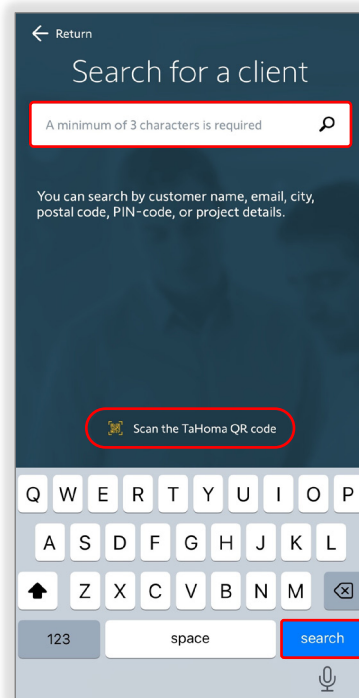 Return
Search for a client
A minimum of 3 characters is required
You can search by customer name, email, city,
postal code, PIN-code, or project details.
Scan the TaHoma QR code
Q W E R T Y U I O P
A S D F G H J K L
Z X C V B N M
123 space search